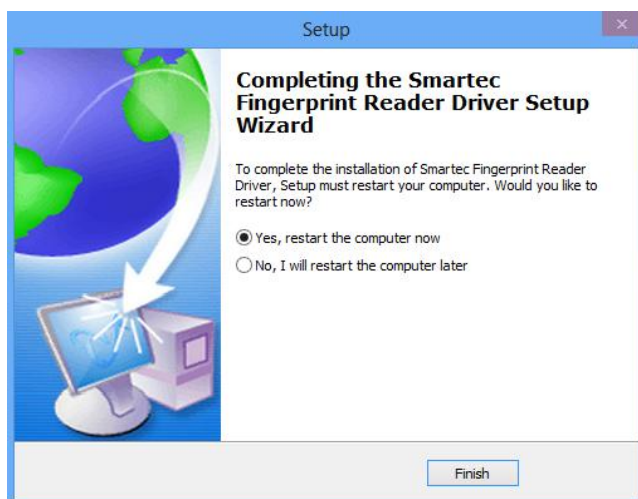 Setup
Completing the Smartec
Fingerprint Reader Driver Setup
Wizard
To complete the installation of Smartec Fingerprint Reader
Driver, Setup must restart your computer. Would you like to
restart now?
Yes, restart the computer now
No, I will restart the computer later
Finish